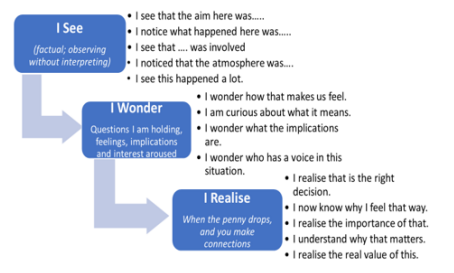 I See
(factual; observing
without interpreting)
• I see that the aim here was…..
• I notice what happened here was…..
• I see that …. was involved
• I noticed that the atmosphere was….
• I see this happened a lot.
I Wonder
Questions I am holding,
feelings, implications
and interest aroused
• I wonder how that makes us feel.
• I am curious about what it means.
• I wonder what the implications
are.
• I wonder who has a voice in this
situation.
I Realise
When the penny drops,
and you make
connections
• I realise that is the right
decision.
• I now know why I feel that way.
• I realise the importance of that.
• I understand why that matters.
• I realise the real value of this.